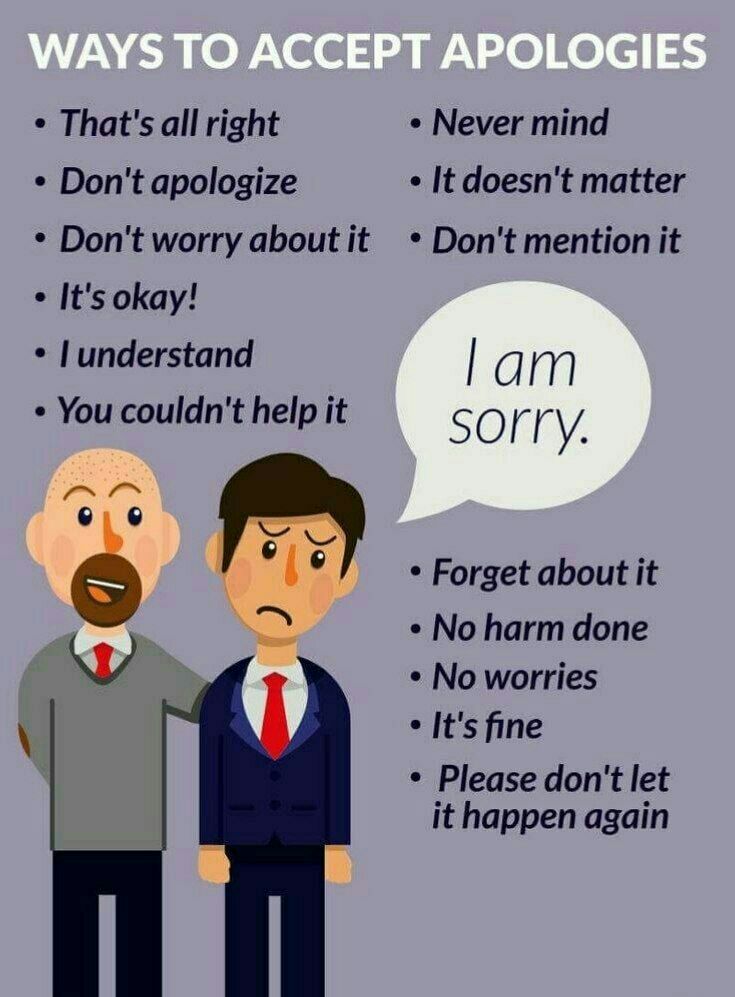 WAYS TO ACCEPT APOLOGIES
• That's all right
• Don't apologize
• Don't worry about it
• It's okay!
• I understand
• You couldn't help it
• Never mind
• It doesn't matter
• Don't mention it
I am
sorry.
• Forget about it
• No harm done
• No worries
• It's fine
• Please don't let
it happen again